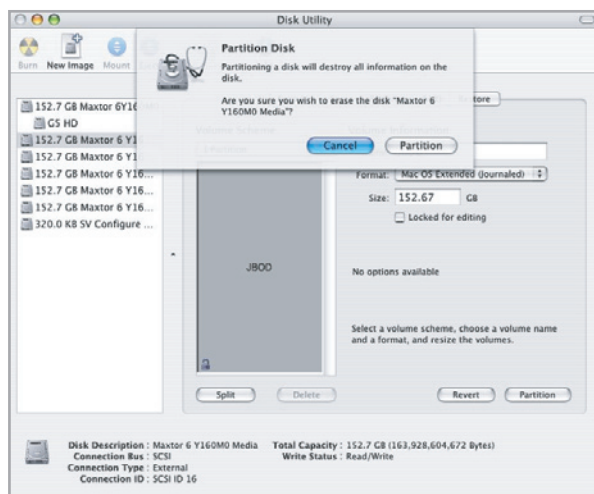 Disk Utility
Burn New Image Mount
Partition Disk
Partitioning a disk will destroy all information on the
disk.
Are you sure you wish to erase the disk "Maxtor 6
Y160M0 Media"?
Cancel Partition
152.7 GB Maxtor 6Y16
G5 HD
152.7 GB Maxtor 6 Y1
152.7 GB Maxtor 6 Y1
152.7 GB Maxtor 6 Y16...
152.7 GB Maxtor 6 Y16...
152.7 GB Maxtor 6 Y16...
320.0 KB SV Configure ...
Format: Mac OS Extended (Journaled)
Size: 152.67 GB
Locked for editing
JBOD
No options available
Select a volume scheme, choose a volume name
and a format, and resize the volumes.
Split Delete Revert Partition
Disk Description : Maxtor 6 Y160M0 Media Total Capacity : 152.7 GB (163,928,604,672 Bytes)
Connection Bus : SCSI Write Status : Read/Write
Connection Type : External
Connection ID : SCSI ID 16